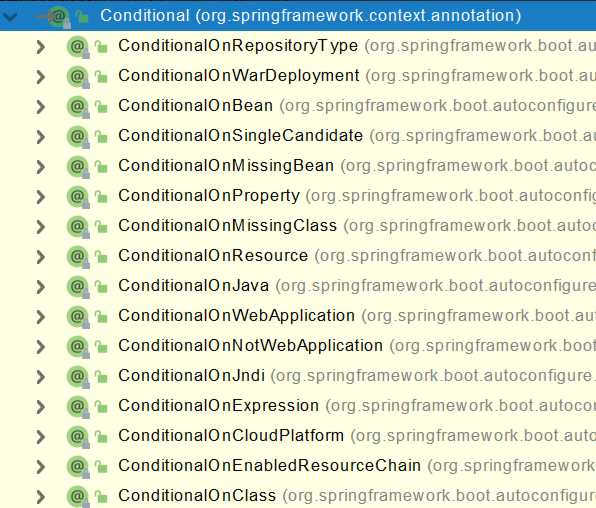 Conditional (org.springframework.context.annotation)
ConditionalOnRepositoryType (org.springframework.boot.au
ConditionalOnWarDeployment (org.springframework.boot.au
ConditionalOnBean (org.springframework.boot.autoconfigure
ConditionalOnSingleCandidate (org.springframework.boot.a
ConditionalOnMissingBean (org.springframework.boot.autoc
ConditionalOnProperty (org.springframework.boot.autoconfig
ConditionalOnMissingClass (org.springframework.boot.autoc
ConditionalOnResource (org.springframework.boot.autoconf
ConditionalOnJava (org.springframework.boot.autoconfigure
ConditionalOnWebApplication (org.springframework.boot.au
ConditionalOnNotWebApplication (org.springframework.boot
ConditionalOnJndi (org.springframework.boot.autoconfigure.
ConditionalOnExpression (org.springframework.boot.autocor
ConditionalOnCloudPlatform (org.springframework.boot.auto
ConditionalOnEnabledResourceChain (org.springframework
ConditionalOnClass (org.springframework.boot.autoconfigur